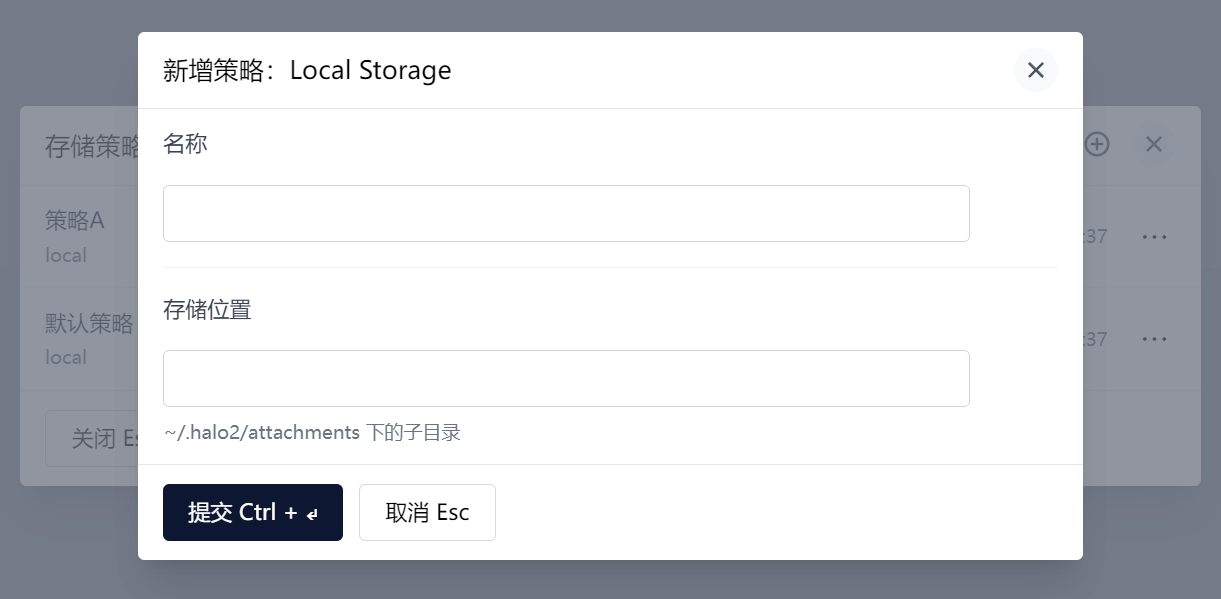 新增策略：Local Storage
存储策略
名称
策略A
local
:37
存储位置
默认策略
local
:37
~/.halo2/attachments 下的子目录
关闭 Es
提交 Ctrl + ↵
取消 Esc